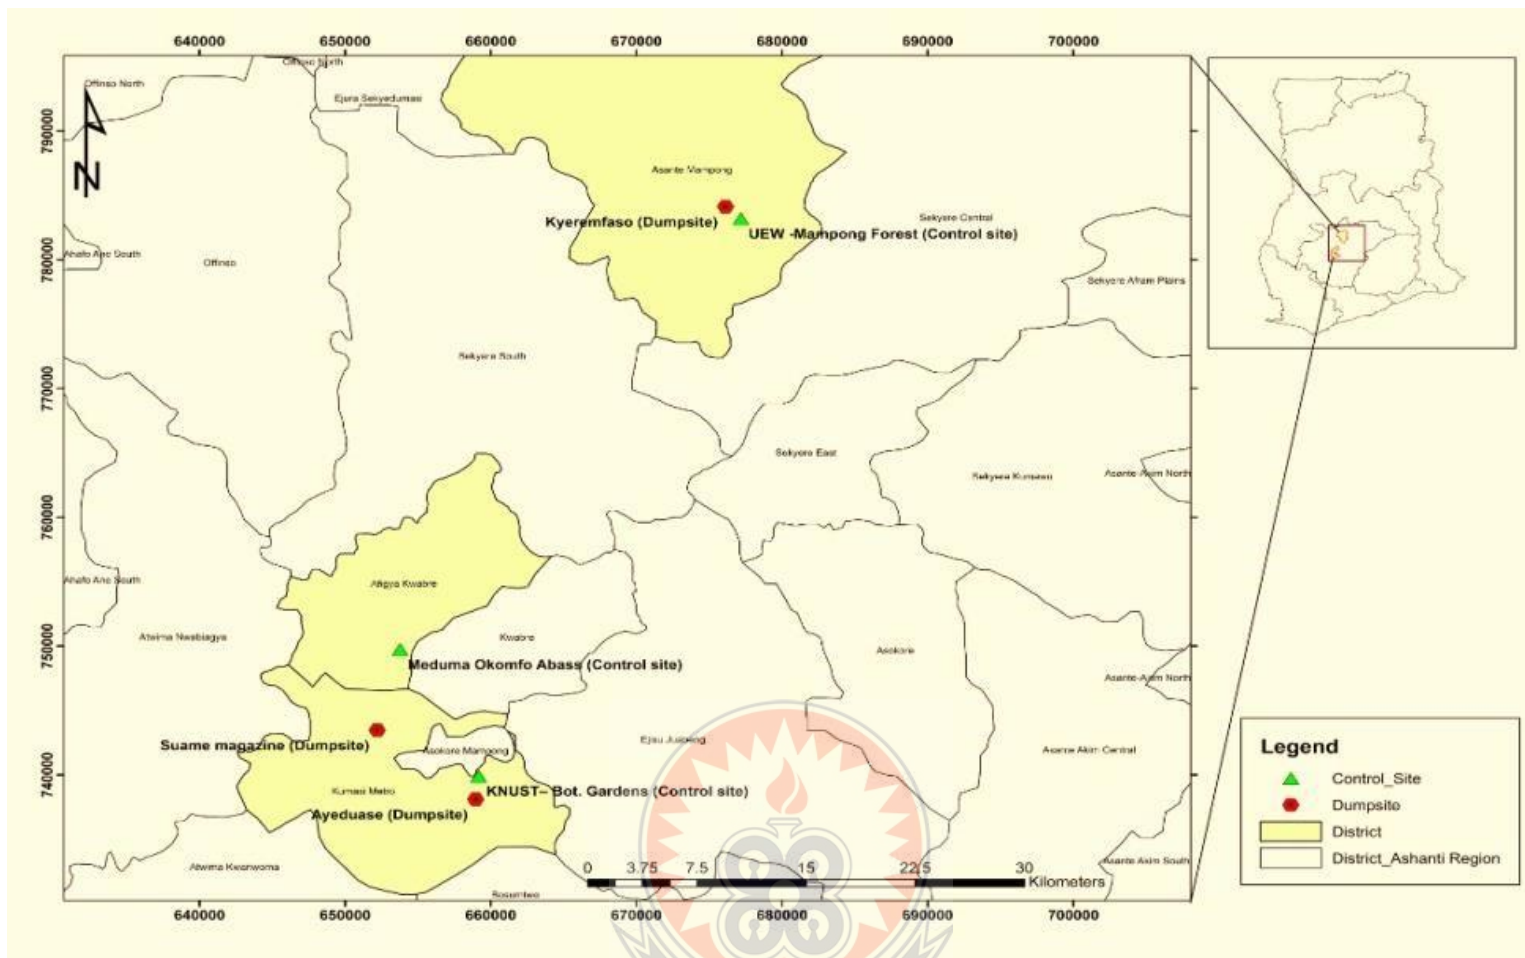 640000 650000 660000 670000 680000 690000 700000
Offinso North
Offinso North
Ejura Sekyedumasi
790000
N
Asante Mampong
Kyeremfaso (Dumpsite)
Sekyere Central
UEW -Mampong Forest (Control site)
780000
Ahafo Ano South
Offinso
Sekyere Afram Plains
Sekyere South
770000
Sekyere East
Sekyere Kumawu
Asante Akim North
760000
Ahafo Ano South
Afigya Kwabre
Atwima Nwabiagya
Kwabre
750000
Asokore
Meduma Okomfo Abass (Control site)
Asante Akim North
Suame magazine (Dumpsite)
Asokore Mampong
Ejisu Juabeng
Asante Akim Central
740000
Kumasi Metro
KNUST– Bot. Gardens (Control site)
Ayeduase (Dumpsite)
Atwima Kwanwoma
Asante Akim South
Bosumtwe
0 3.75 7.5 15 22.5 30
Kilometers
640000 650000 660000 670000 680000 690000 700000
Legend
Control_Site
Dumpsite
District
District_Ashanti Region